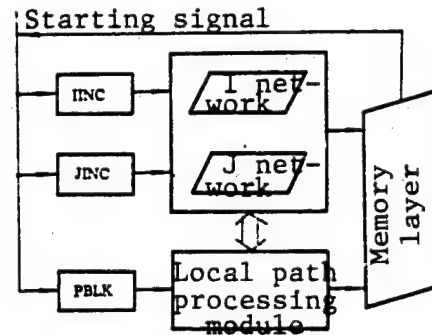 Starting signal
IINC
I net-
work
JINC
J net-
work
Memory
layer
PBLK
Local path
processing
module